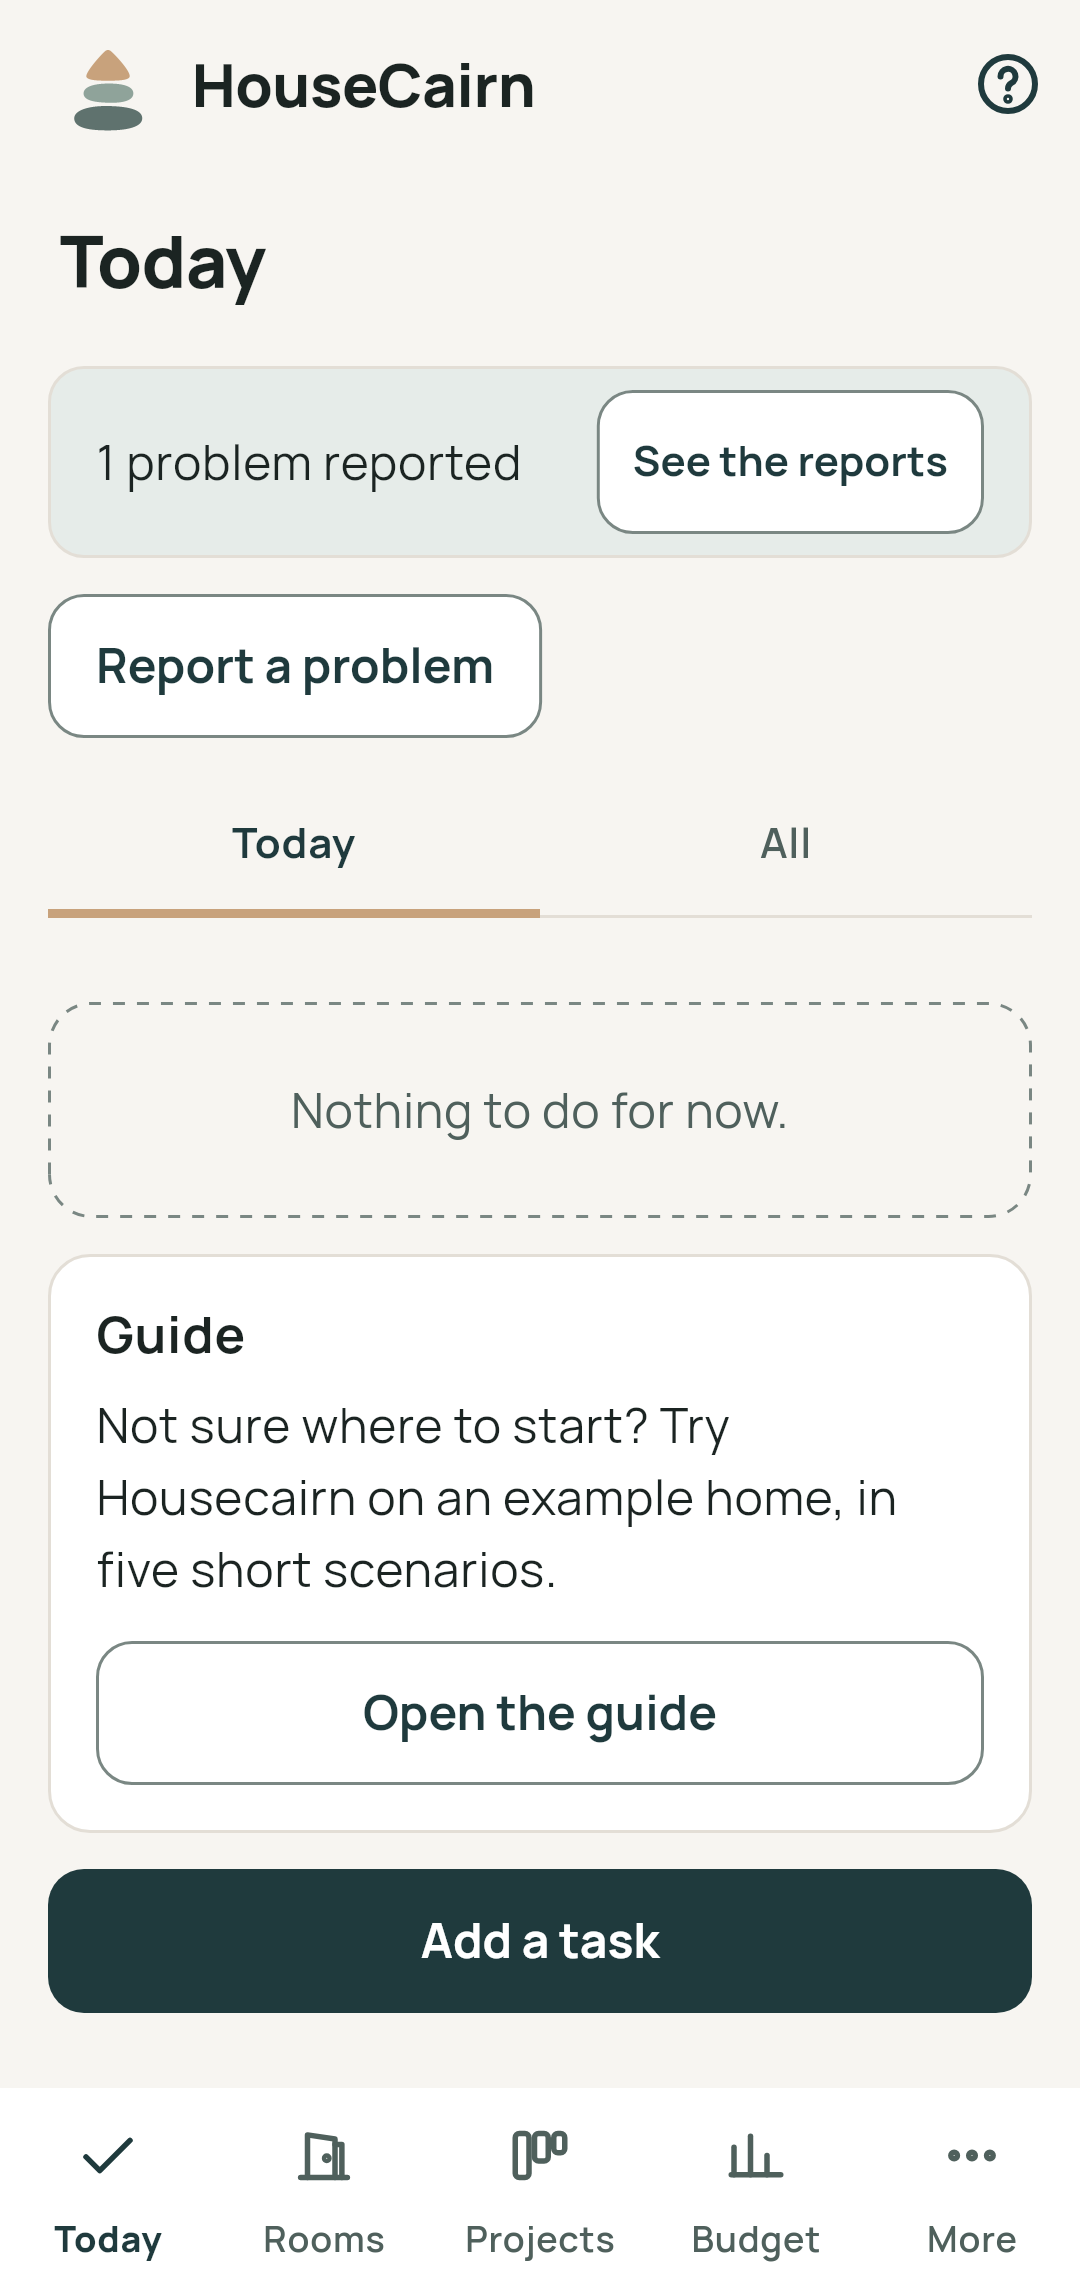 HouseCairn
Today
1 problem reported
See the reports
Report a problem
Today
All
Nothing to do for now.
Guide
Not sure where to start? Try
Housecairn on an example home, in
five short scenarios.
Open the guide
Add a task
Today
Rooms
Projects
Budget
More